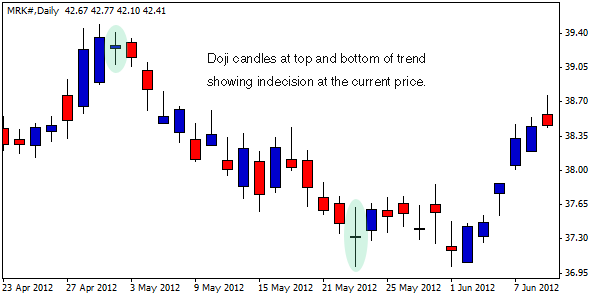 MRK#,Daily 42.67 42.77 42.10 42.41
Doji candles at top and bottom of trend
showing indecision at the current price.
39.40
39.05
38.70
38.35
38.00
37.65
37.30
36.95
23 Apr 2012 27 Apr 2012 3 May 2012 9 May 2012 15 May 2012 21 May 2012 25 May 2012 1 Jun 2012 7 Jun 2012